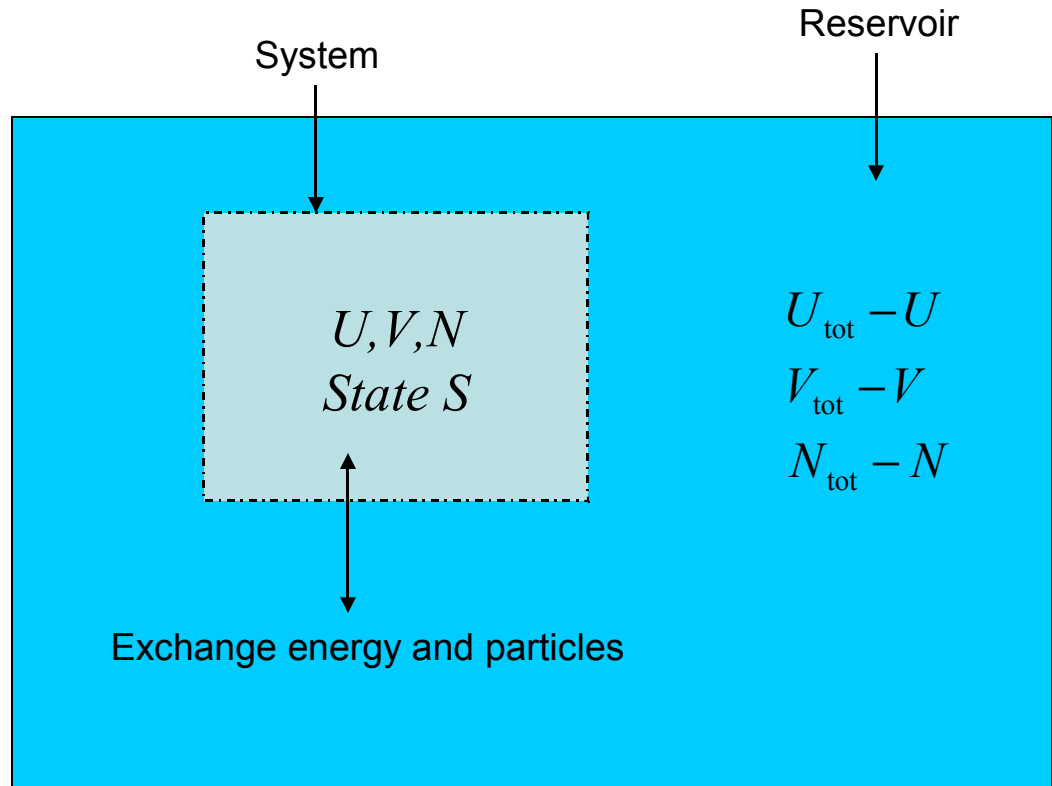 Reservoir
System
U,V,N
State S
U_tot − U
V_tot − V
N_tot − N
Exchange energy and particles